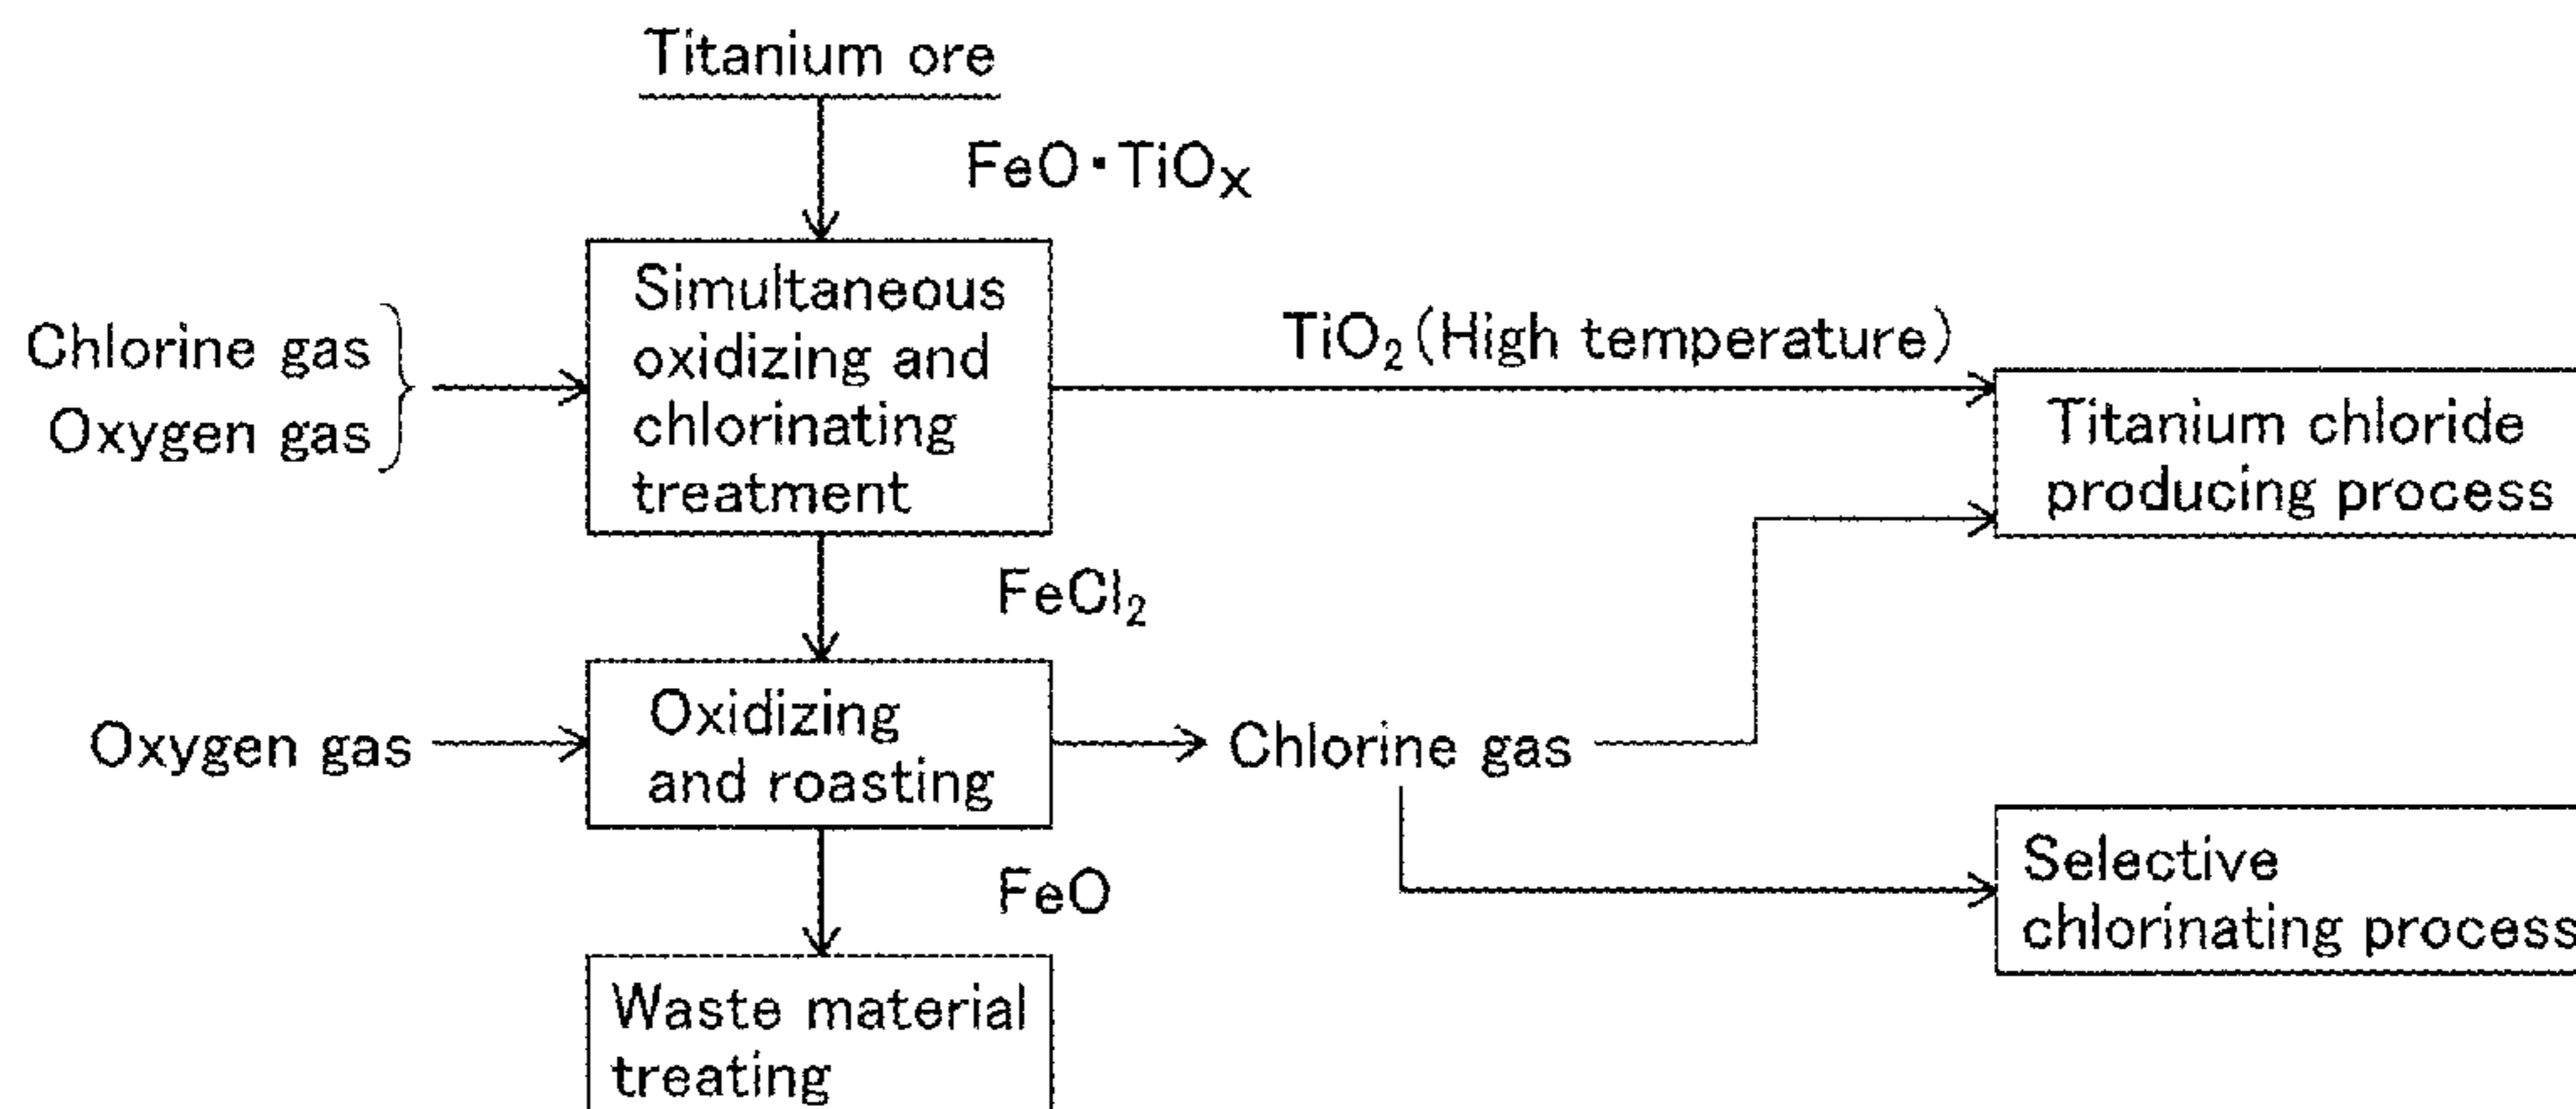 Titanium ore
FeO·TiOx
Simultaneous
oxidizing and
chlorinating
treatment
Chlorine gas
Oxygen gas
TiO₂(High temperature)
Titanium chloride
producing process
FeCl₂
Oxygen gas
Oxidizing
and roasting
Chlorine gas
Selective
chlorinating process
FeO
Waste material
treating